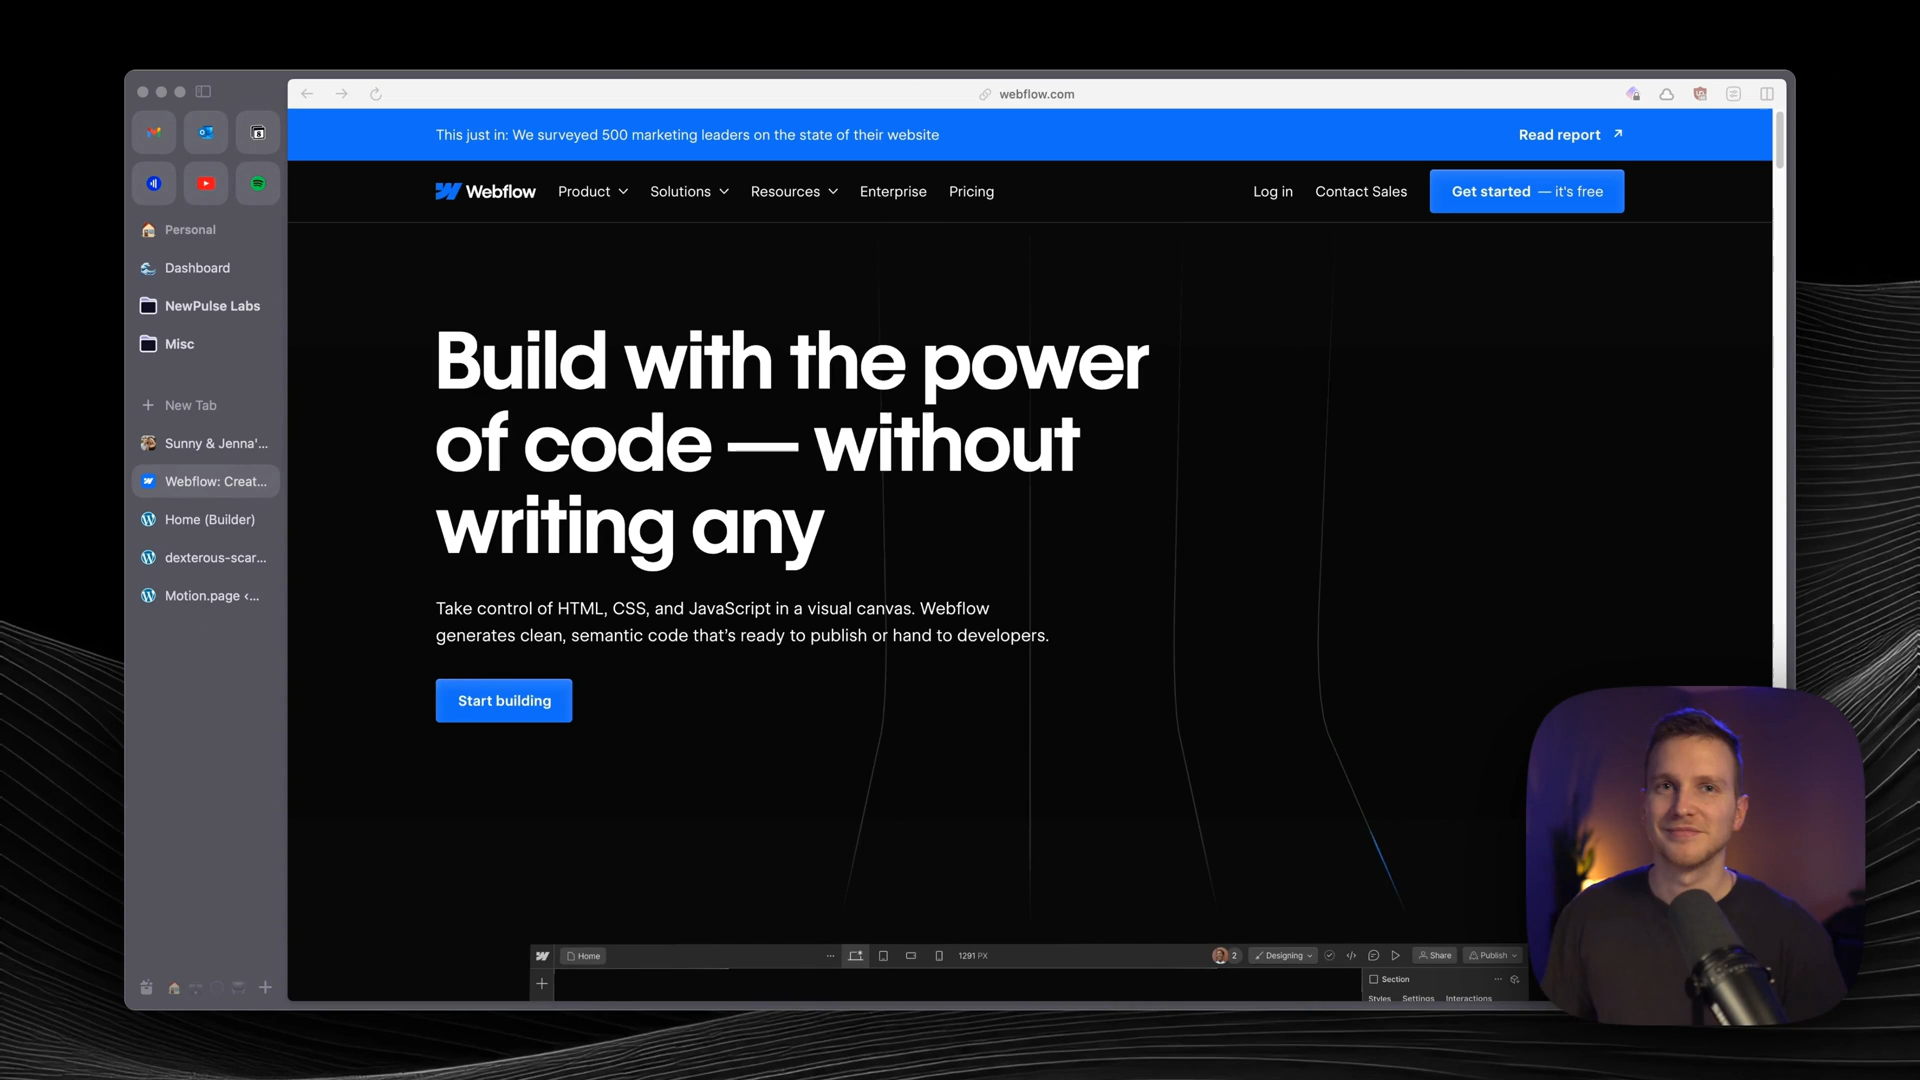 webflow.com
This just in: We surveyed 500 marketing leaders on the state of their website
Read report
Webflow
Product
Solutions
Resources
Enterprise
Pricing
Log in
Contact Sales
Get started — it's free
Personal
Dashboard
NewPulse Labs
Misc
New Tab
Sunny & Jenna'...
Webflow: Creat...
Home (Builder)
dexterous-scar...
Motion.page <...
Build with the power
of code — without
writing any
Take control of HTML, CSS, and JavaScript in a visual canvas. Webflow
generates clean, semantic code that's ready to publish or hand to developers.
Start building
Home
1291 PX
2
Designing
Share
Publish
Section
Styles Settings Interactions